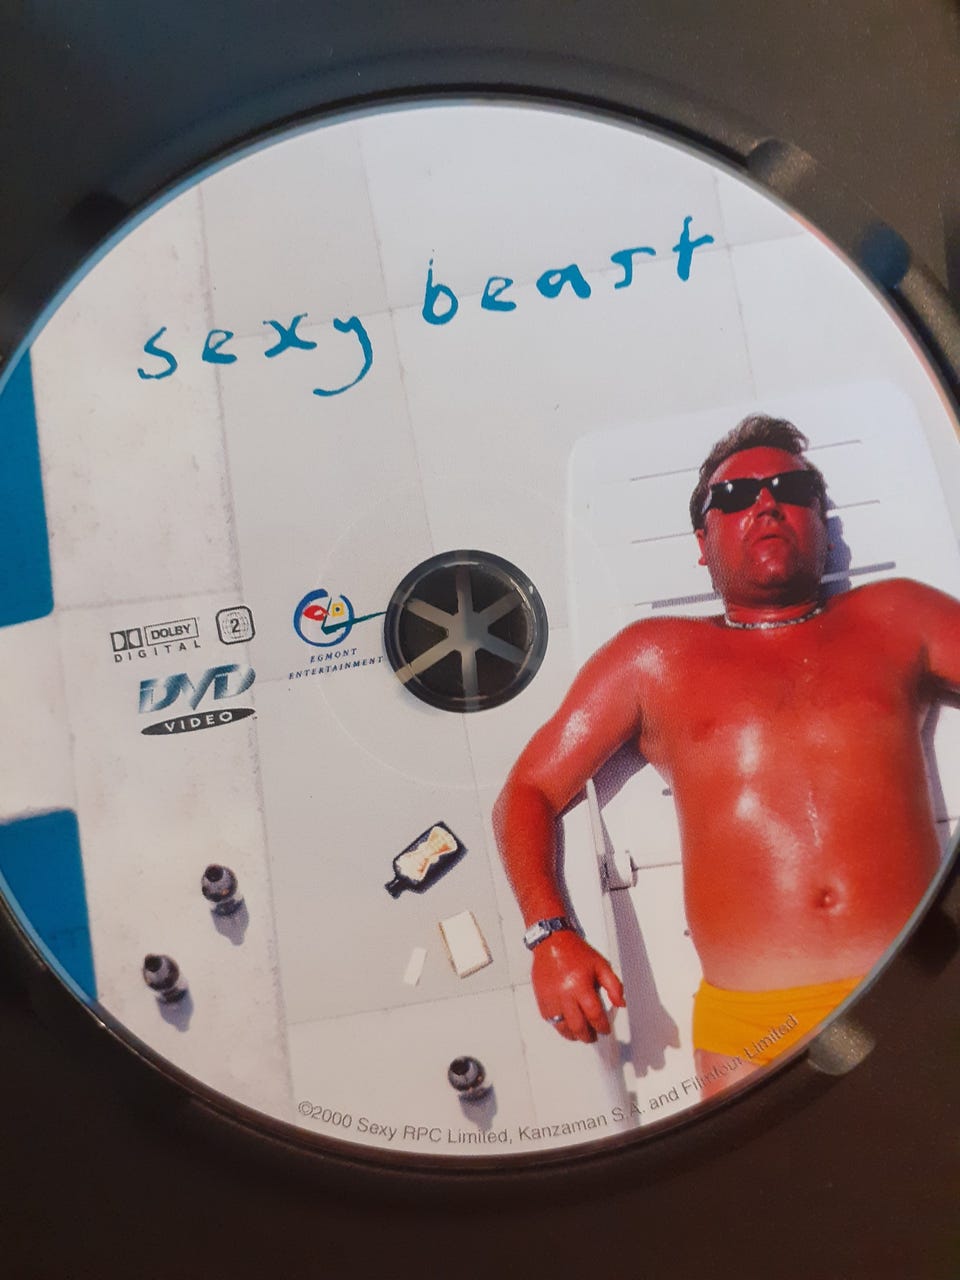 sexy beast
DOLBY
DIGITAL
2
EGMONT
ENTERTAINMENT
DVD
VIDEO
©2000 Sexy RPC Limited, Kanzaman S.A. and Filmfour Limited